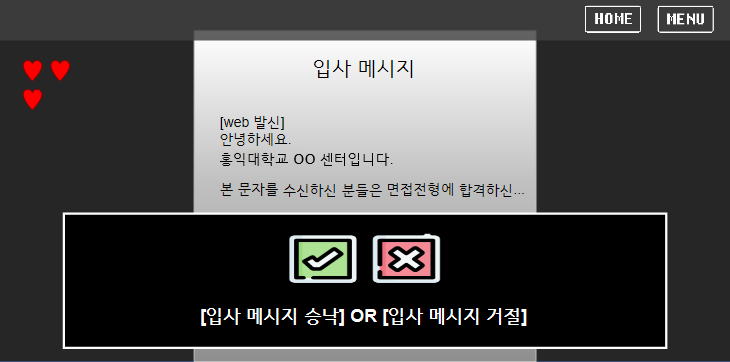 HOME MENU
입사 메시지
[web 발신]
안녕하세요.
홍익대학교 OO 센터입니다.
본 문자를 수신하신 분들은 면접전형에 합격하신...
[입사 메시지 승낙] OR [입사 메시지 거절]